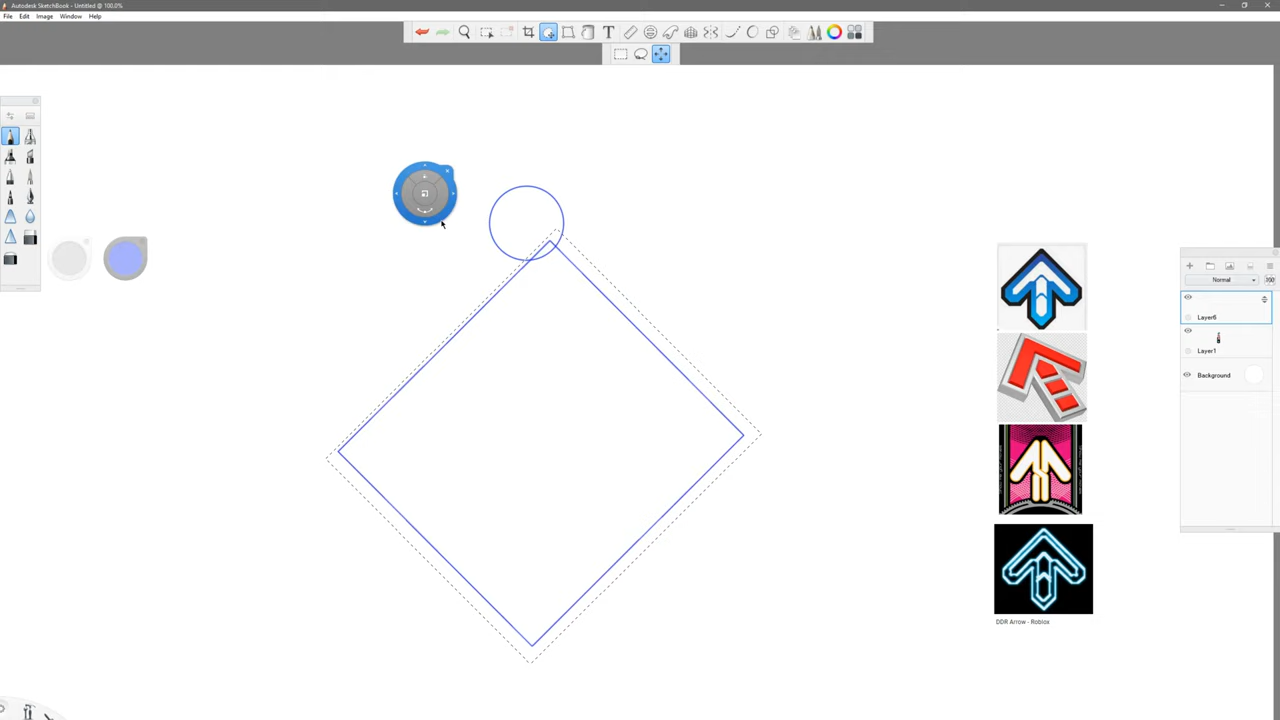 Autodesk SketchBook - Untitled @ 100.0%
File Edit Image Window Help
T
Normal
Layer6
Layer1
Background
DDR Arrow - Roblox